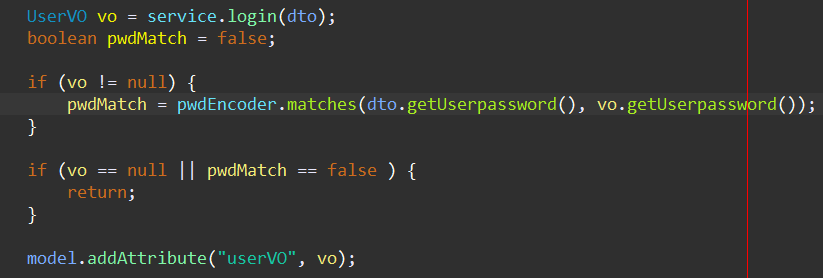 UserVO vo = service.login(dto);
boolean pwdMatch = false;
if (vo != null) {
pwdMatch = pwdEncoder.matches(dto.getUserpassword(), vo.getUserpassword());
}
if (vo == null || pwdMatch == false ) {
return;
}
model.addAttribute("userVO", vo);